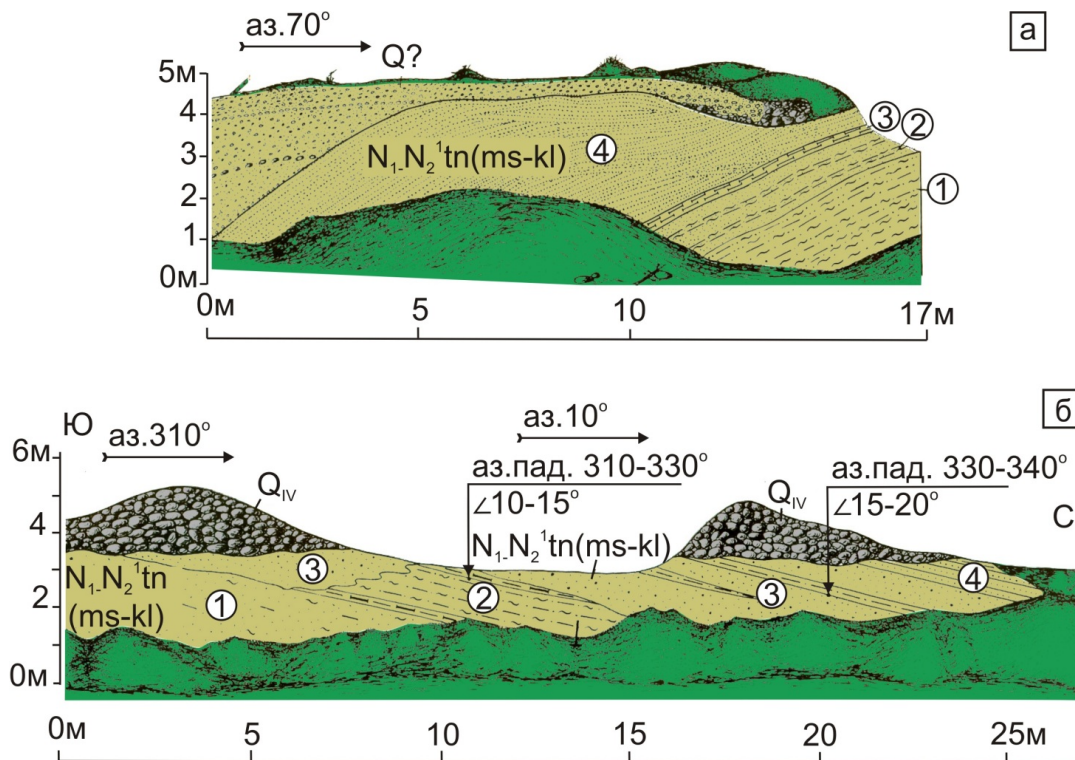 аз.70° а
Q?
5м
4
3
2
1
0м
N₁-N₂¹tn(ms-kl) ④
③
②
①
0м 5 10 17м
б
Ю аз.310° аз.10°
6м
4
2
0м
Q_IV
аз.пад. 310-330°
∠10-15°
N₁-N₂¹tn(ms-kl)
Q_IV
аз.пад. 330-340°
∠15-20°
С
N₁-N₂¹tn
(ms-kl)
①
③
②
③
④
0м 5 10 15 20 25м